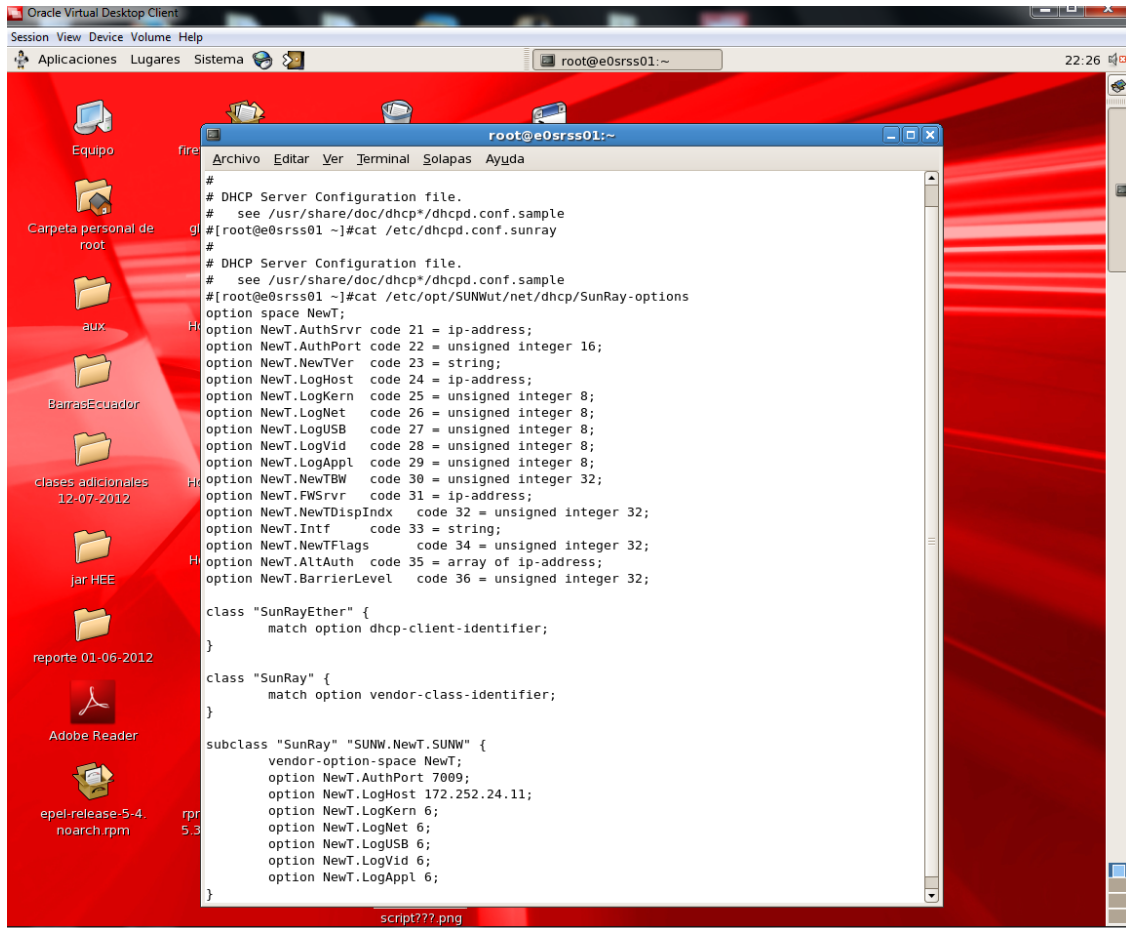 Oracle Virtual Desktop Client
Session View Device Volume Help
Aplicaciones Lugares Sistema
root@e0srss01:~
22:26
Equipo
fire
Carpeta personal de
root
gl
aux
H
BarrasEcuador
clases adicionales
12-07-2012
H
jar HEE
H
reporte 01-06-2012
Adobe Reader
epel-release-5-4.
noarch.rpm
rpr
5.3
script???.png
root@e0srss01:~
Archivo Editar Ver Terminal Solapas Ayuda
#
# DHCP Server Configuration file.
#   see /usr/share/doc/dhcp*/dhcpd.conf.sample
#[root@e0srss01 ~]#cat /etc/dhcpd.conf.sunray
#
# DHCP Server Configuration file.
#   see /usr/share/doc/dhcp*/dhcpd.conf.sample
#[root@e0srss01 ~]#cat /etc/opt/SUNWut/net/dhcp/SunRay-options
option space NewT;
option NewT.AuthSrvr code 21 = ip-address;
option NewT.AuthPort code 22 = unsigned integer 16;
option NewT.NewTVer  code 23 = string;
option NewT.LogHost  code 24 = ip-address;
option NewT.LogKern  code 25 = unsigned integer 8;
option NewT.LogNet   code 26 = unsigned integer 8;
option NewT.LogUSB   code 27 = unsigned integer 8;
option NewT.LogVid   code 28 = unsigned integer 8;
option NewT.LogAppl  code 29 = unsigned integer 8;
option NewT.NewTBW   code 30 = unsigned integer 32;
option NewT.FWSrvr   code 31 = ip-address;
option NewT.NewTDispIndx   code 32 = unsigned integer 32;
option NewT.Intf     code 33 = string;
option NewT.NewTFlags      code 34 = unsigned integer 32;
option NewT.AltAuth  code 35 = array of ip-address;
option NewT.BarrierLevel   code 36 = unsigned integer 32;
class "SunRayEther" {
        match option dhcp-client-identifier;
}
class "SunRay" {
        match option vendor-class-identifier;
}
subclass "SunRay" "SUNW.NewT.SUNW" {
        vendor-option-space NewT;
        option NewT.AuthPort 7009;
        option NewT.LogHost 172.252.24.11;
        option NewT.LogKern 6;
        option NewT.LogNet 6;
        option NewT.LogUSB 6;
        option NewT.LogVid 6;
        option NewT.LogAppl 6;
}